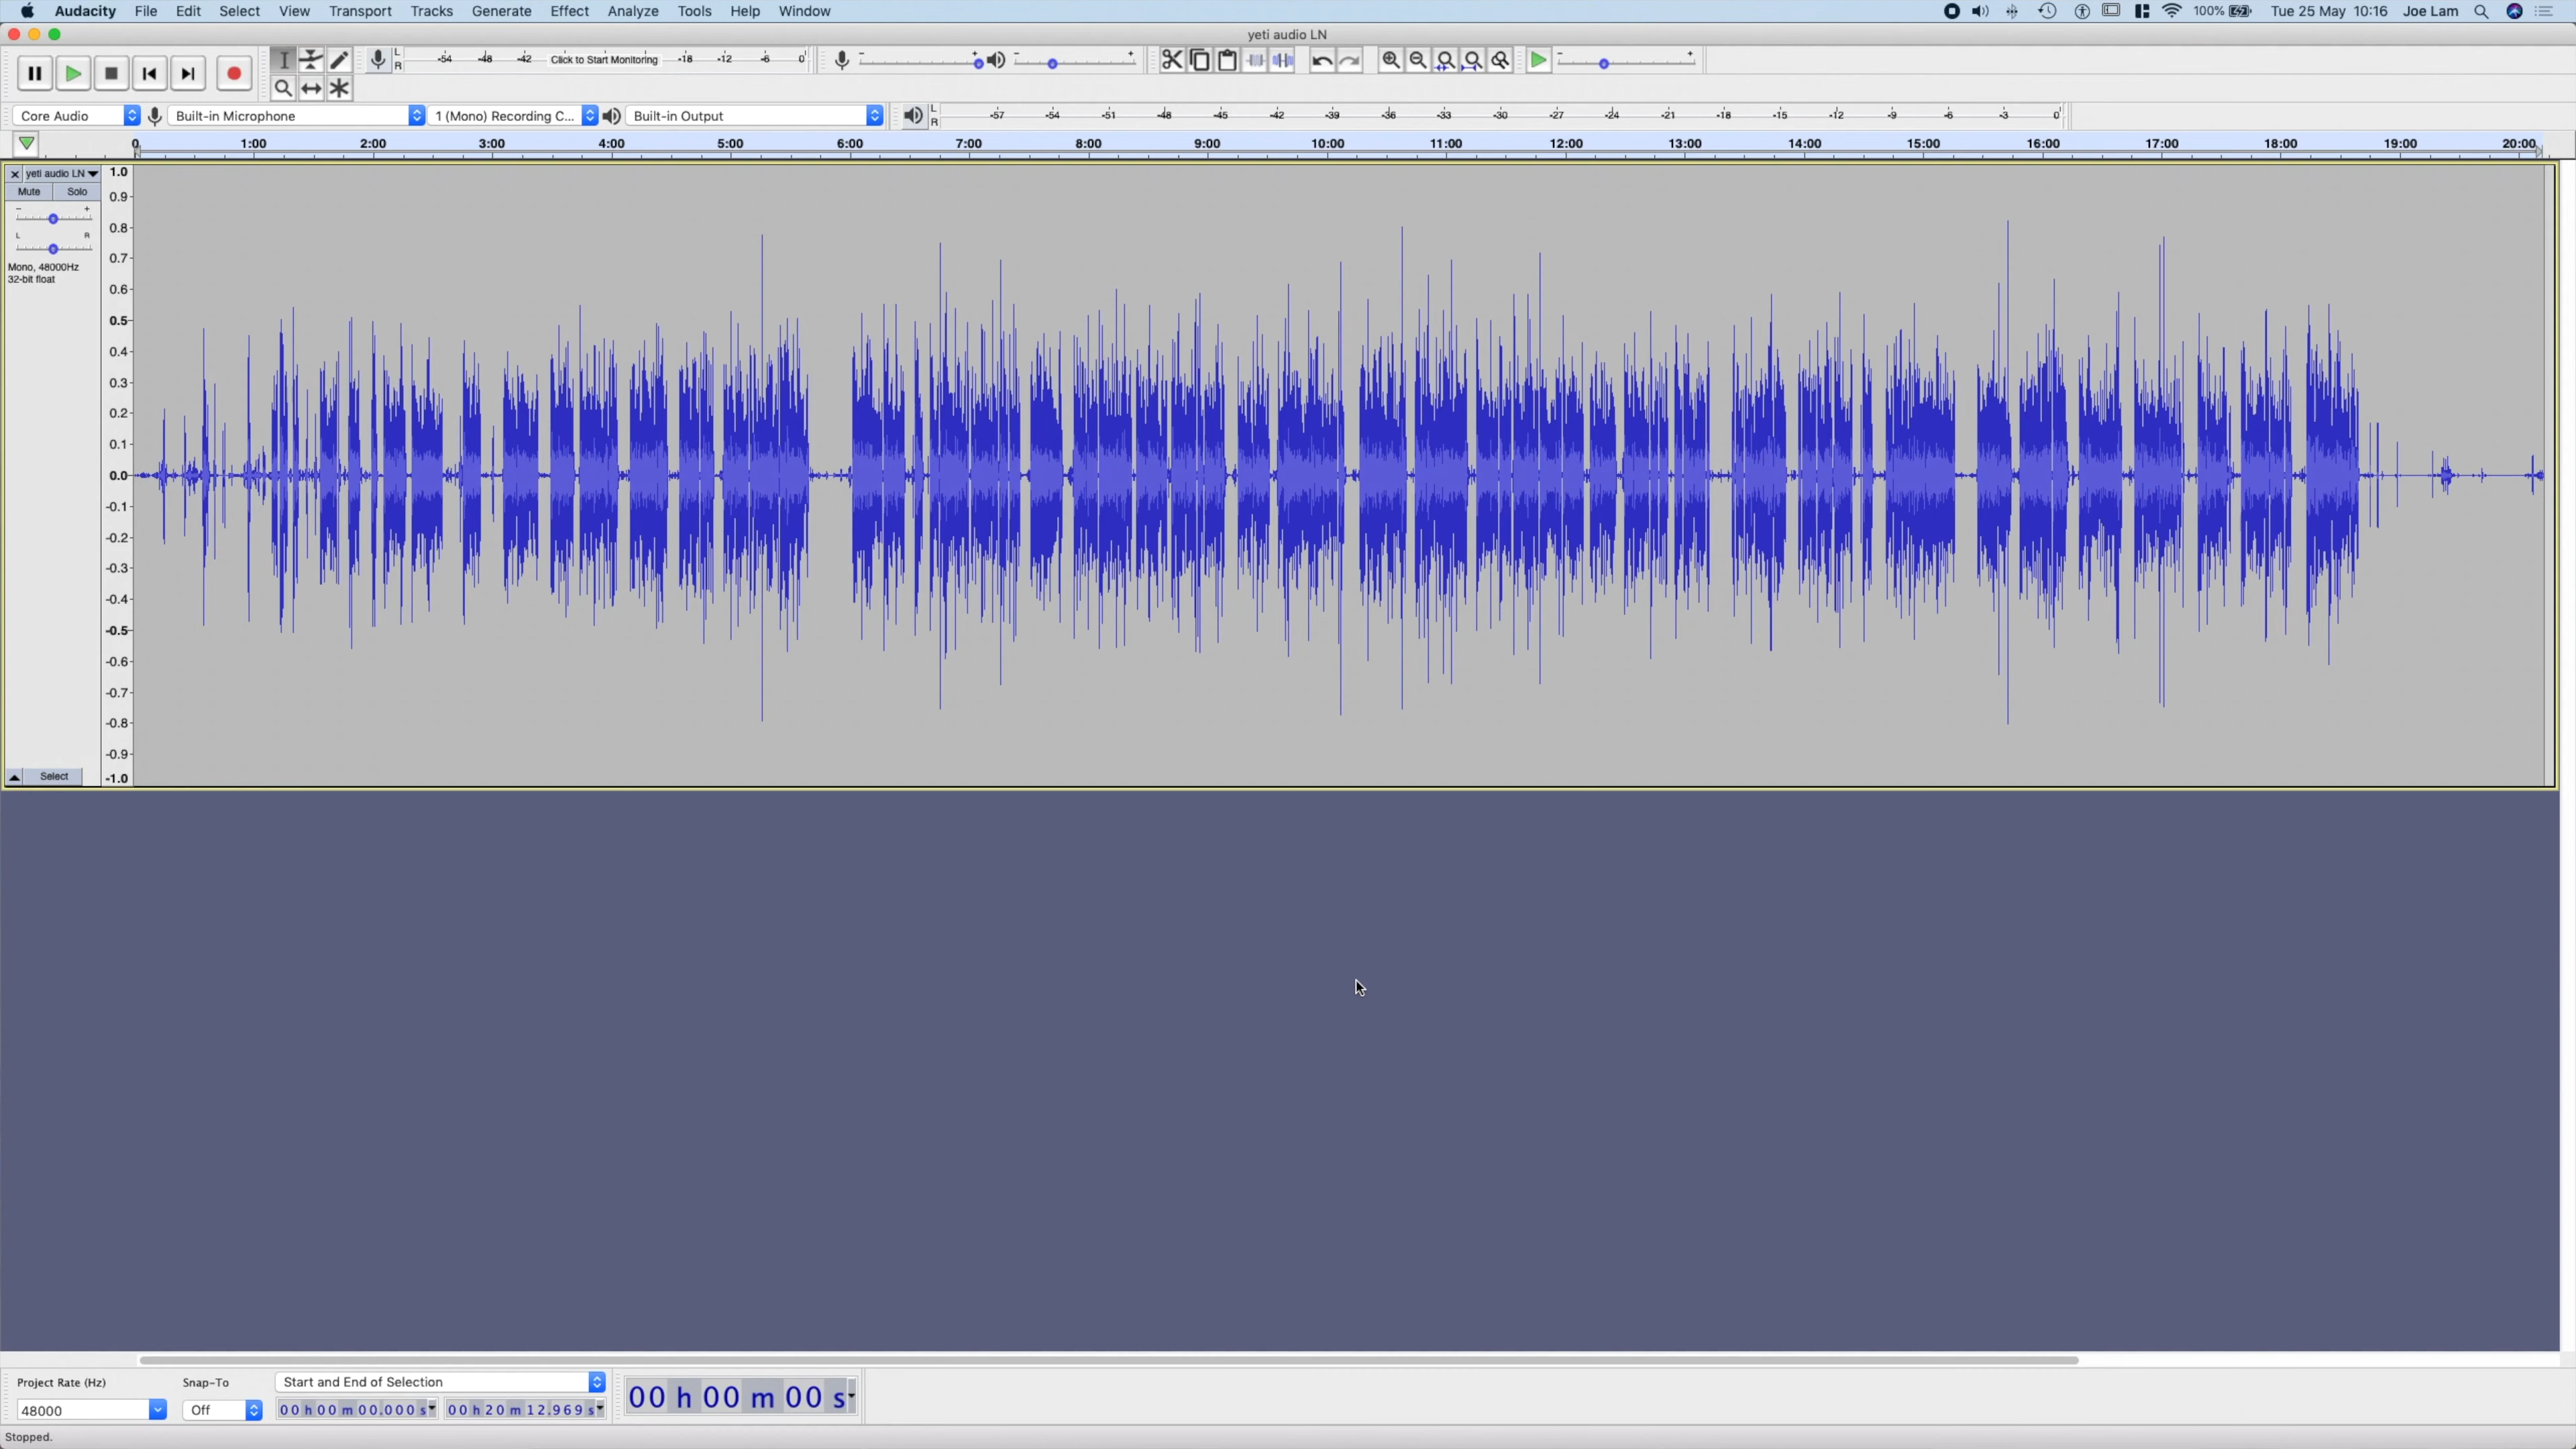 Audacity File Edit Select View Transport Tracks Generate Effect Analyze Tools Help Window 100% Tue 25 May 10:16 Joe Lam
yeti audio LN
L
R
-54 -48 -42 Click to Start Monitoring -18 -12 -6 0
- + - + - +
Core Audio Built-in Microphone 1 (Mono) Recording C... Built-in Output
L
R
-57 -54 -51 -48 -45 -42 -39 -36 -33 -30 -27 -24 -21 -18 -15 -12 -9 -6 -3 0
0 1:00 2:00 3:00 4:00 5:00 6:00 7:00 8:00 9:00 10:00 11:00 12:00 13:00 14:00 15:00 16:00 17:00 18:00 19:00 20:00
yeti audio LN
Mute Solo
- +
L R
Mono, 48000Hz
32-bit float
Select
1.0
0.9
0.8
0.7
0.6
0.5
0.4
0.3
0.2
0.1
0.0
-0.1
-0.2
-0.3
-0.4
-0.5
-0.6
-0.7
-0.8
-0.9
-1.0
Project Rate (Hz) Snap-To Start and End of Selection
48000 Off 00 h 00 m 00.000 s 00 h 20 m 12.969 s
00 h 00 m 00 s
Stopped.